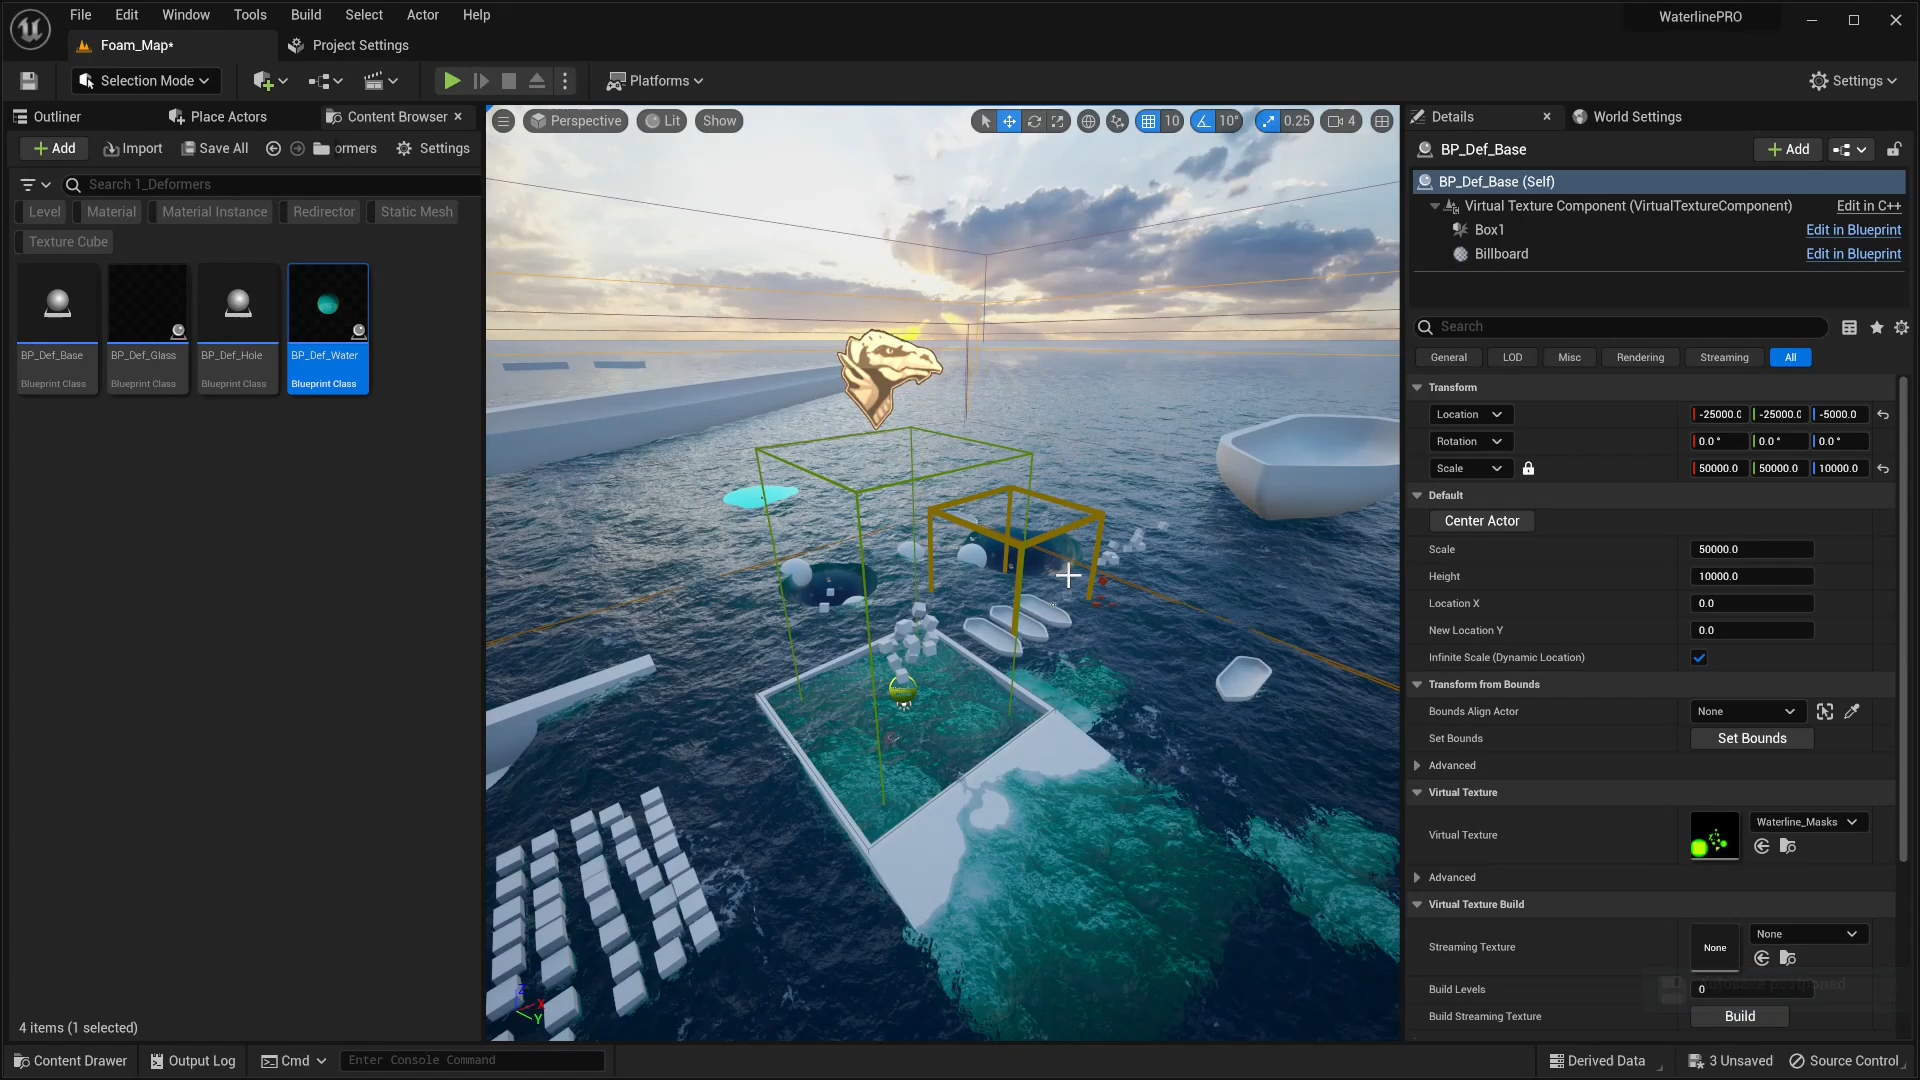 File Edit Window Tools Build Select Actor Help
WaterlinePRO
Foam_Map*
Project Settings
Selection Mode
Platforms
Settings
Outliner
Place Actors
Content Browser
Add
Import
Save All
ormers
Settings
Search 1_Deformers
Level
Material
Material Instance
Redirector
Static Mesh
Texture Cube
BP_Def_Base
Blueprint Class
BP_Def_Glass
Blueprint Class
BP_Def_Hole
Blueprint Class
BP_Def_Water
Blueprint Class
4 items (1 selected)
Perspective
Lit
Show
10
10°
0.25
4
Z
X
Y
Details
World Settings
BP_Def_Base
Add
BP_Def_Base (Self)
Virtual Texture Component (VirtualTextureComponent)
Edit in C++
Box1
Edit in Blueprint
Billboard
Edit in Blueprint
Search
General
LOD
Misc
Rendering
Streaming
All
Transform
Location
-25000.0 -25000.0 -5000.0
Rotation
0.0 ° 0.0 ° 0.0 °
Scale
50000.0 50000.0 10000.0
Default
Center Actor
Scale
50000.0
Height
10000.0
Location X
0.0
New Location Y
0.0
Infinite Scale (Dynamic Location)
Transform from Bounds
Bounds Align Actor
None
Set Bounds
Set Bounds
Advanced
Virtual Texture
Virtual Texture
Waterline_Masks
Advanced
Virtual Texture Build
Streaming Texture
None
None
Build Levels
0
Build Streaming Texture
Build
Content Drawer
Output Log
Cmd
Enter Console Command
Derived Data
3 Unsaved
Source Control